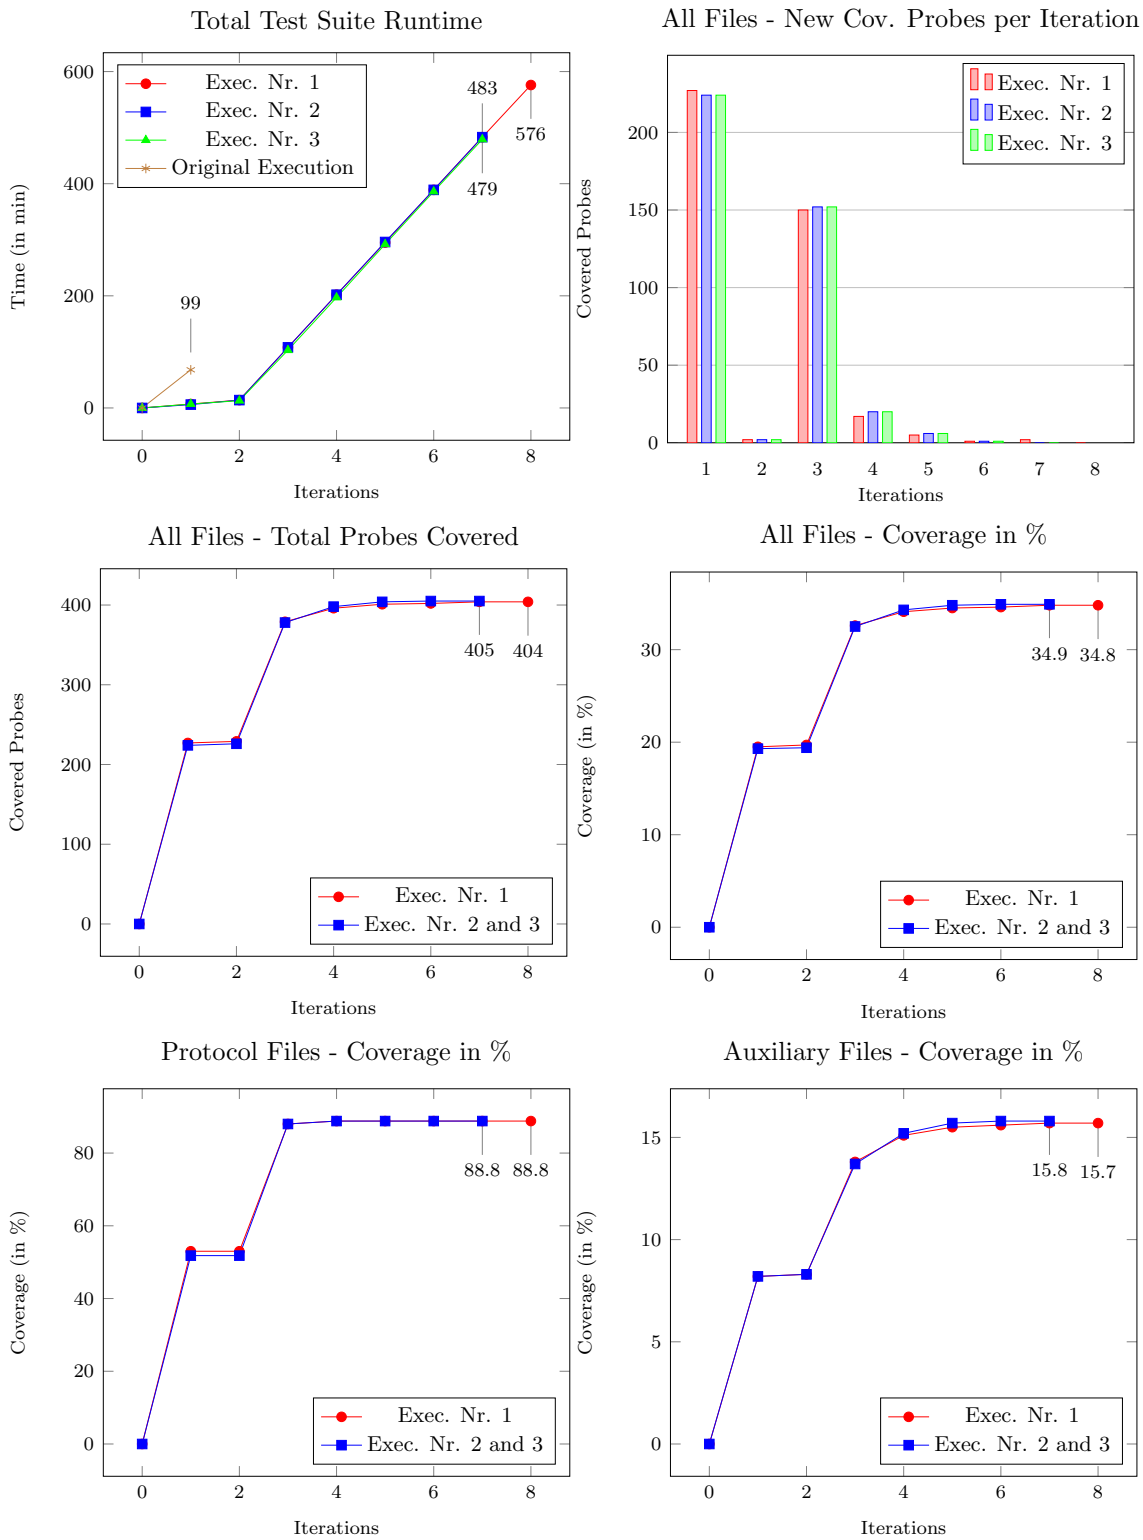 Total Test Suite Runtime
Exec. Nr. 1
Exec. Nr. 2
Exec. Nr. 3
Original Execution
483
576
479
99
600
400
200
0
0
2
4
6
8
Time (in min)
Iterations
All Files - New Cov. Probes per Iteration
Exec. Nr. 1
Exec. Nr. 2
Exec. Nr. 3
200
150
100
50
0
1
2
3
4
5
6
7
8
Covered Probes
Iterations
All Files - Total Probes Covered
400
300
200
100
0
405
404
Exec. Nr. 1
Exec. Nr. 2 and 3
0
2
4
6
8
Covered Probes
Iterations
All Files - Coverage in %
30
20
10
0
34.9
34.8
Exec. Nr. 1
Exec. Nr. 2 and 3
0
2
4
6
8
Coverage (in %)
Iterations
Protocol Files - Coverage in %
80
60
40
20
0
88.8
88.8
Exec. Nr. 1
Exec. Nr. 2 and 3
0
2
4
6
8
Coverage (in %)
Iterations
Auxiliary Files - Coverage in %
15
10
5
0
15.8
15.7
Exec. Nr. 1
Exec. Nr. 2 and 3
0
2
4
6
8
Coverage (in %)
Iterations